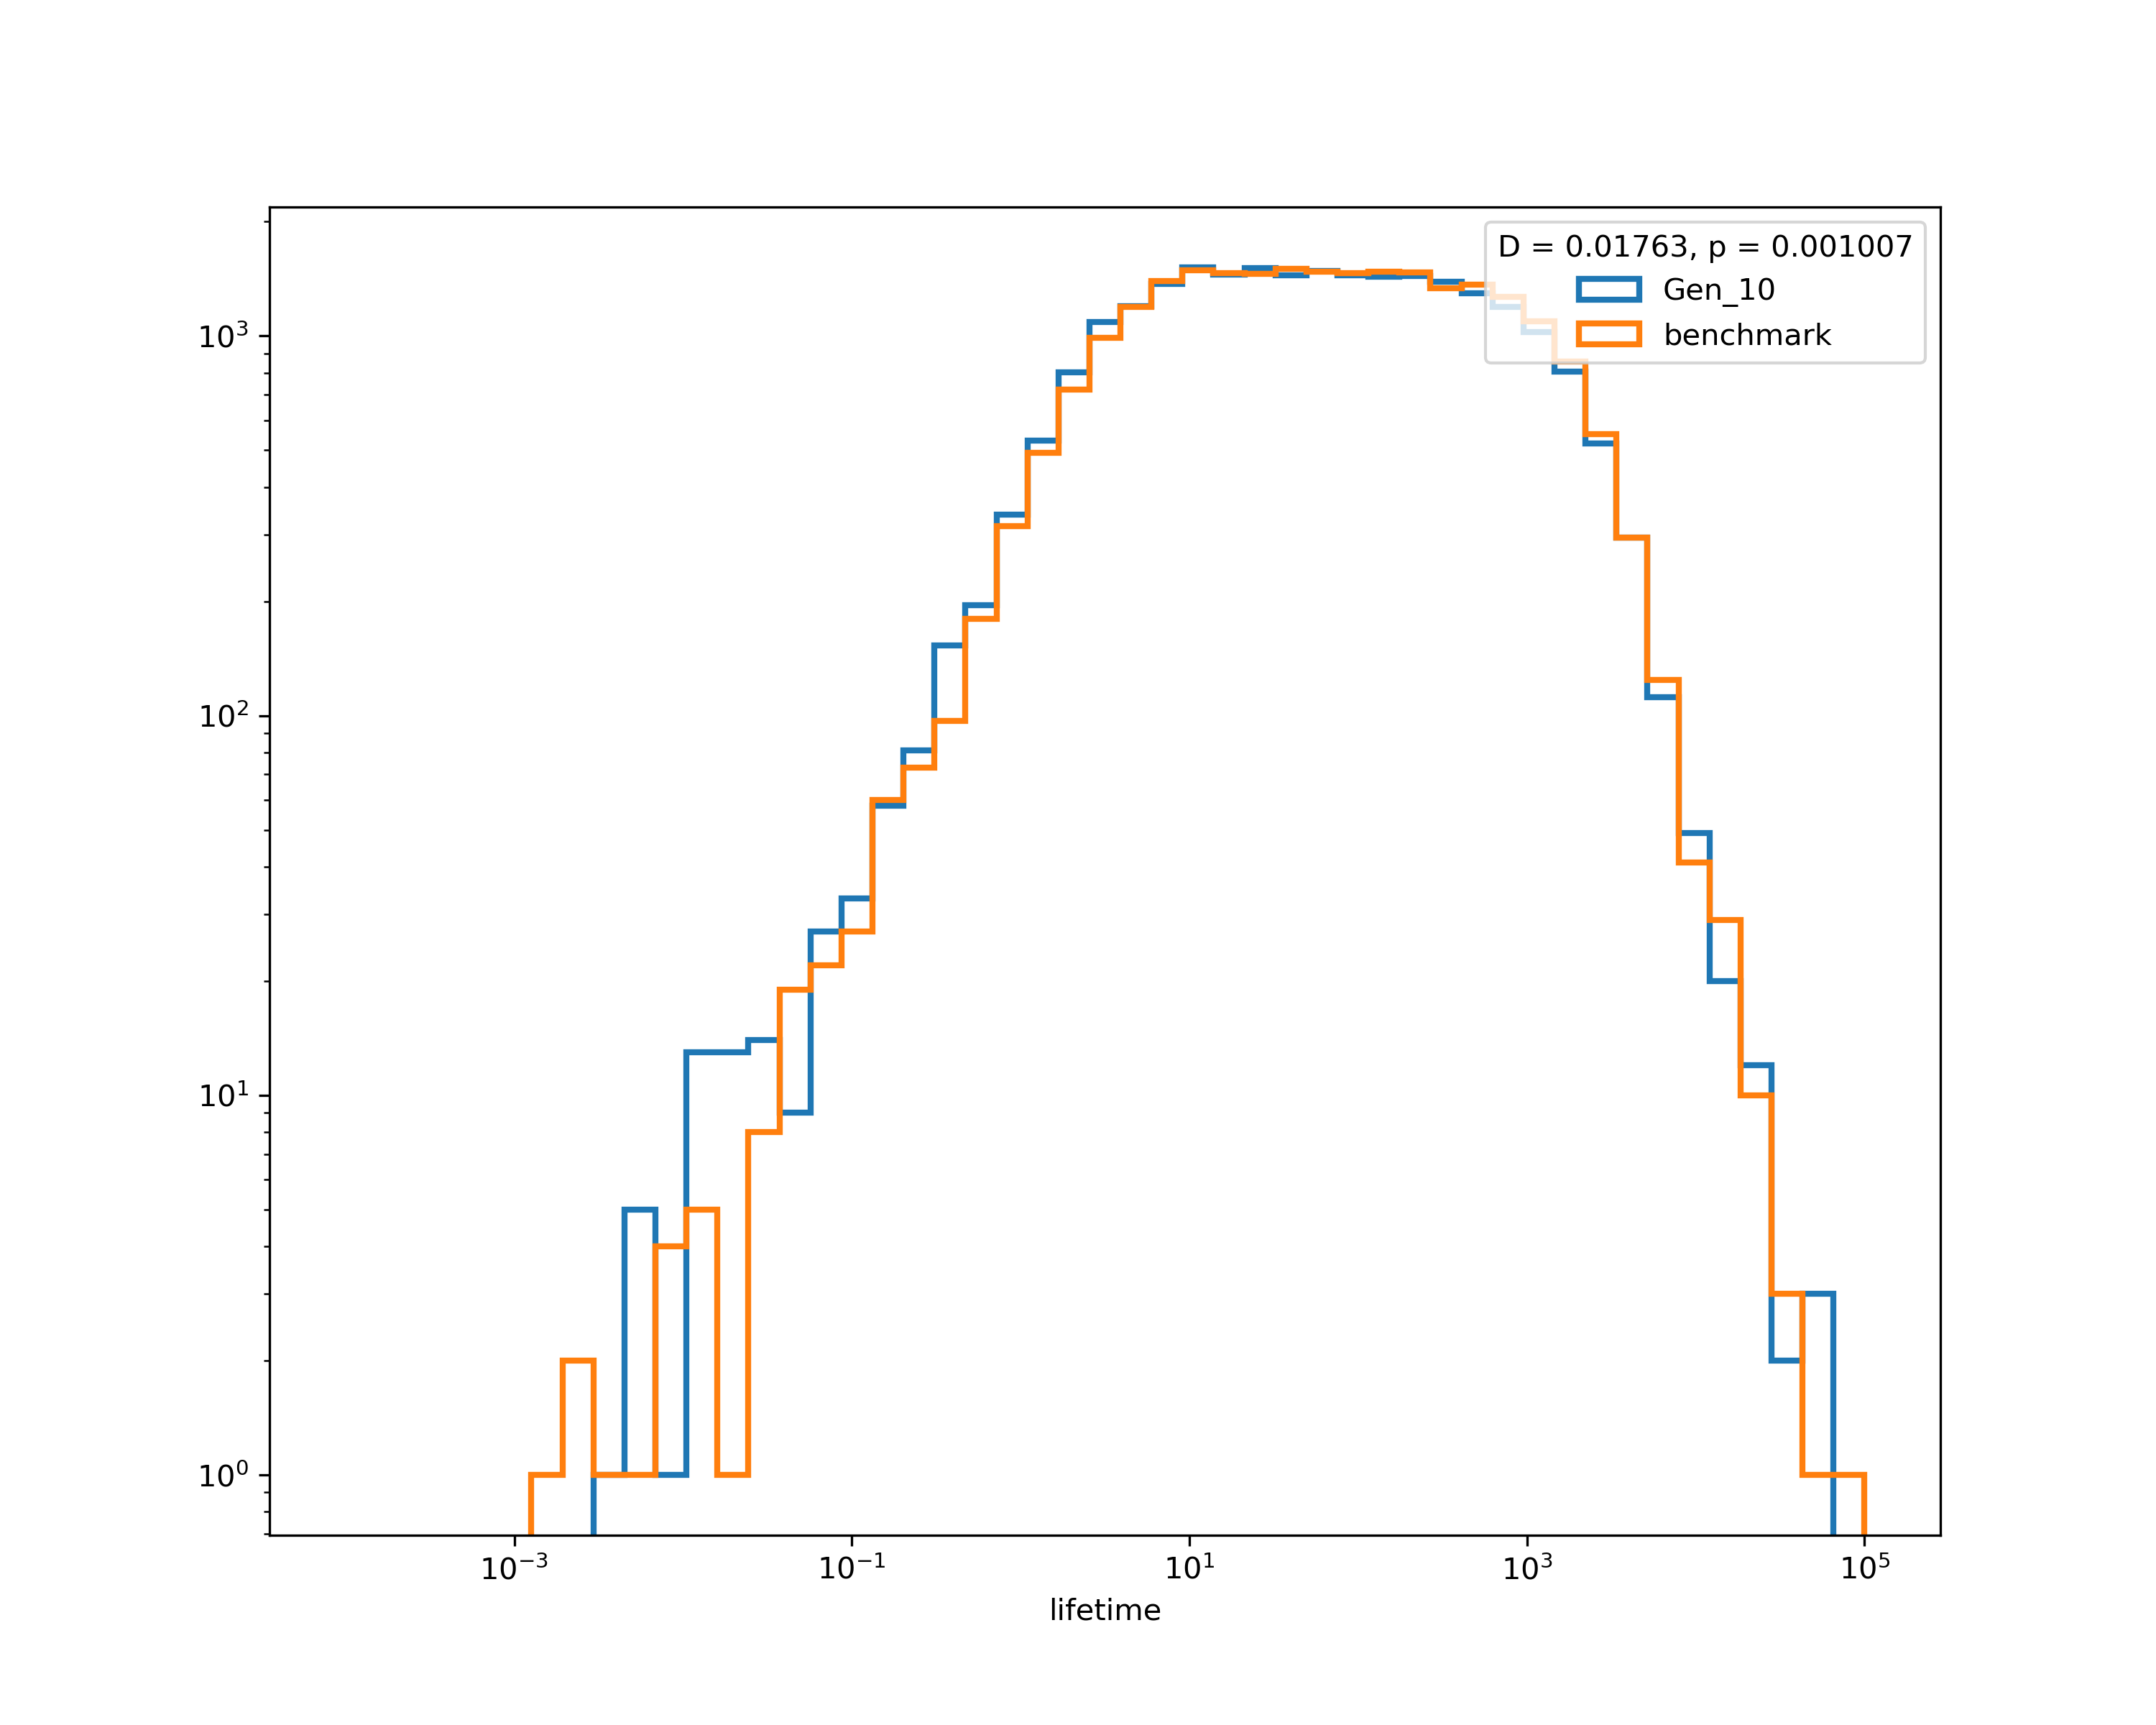 D = 0.01763, p = 0.001007
Gen_10
benchmark
10³
10²
10¹
10⁰
10⁻³ 10⁻¹ 10¹ 10³ 10⁵
lifetime